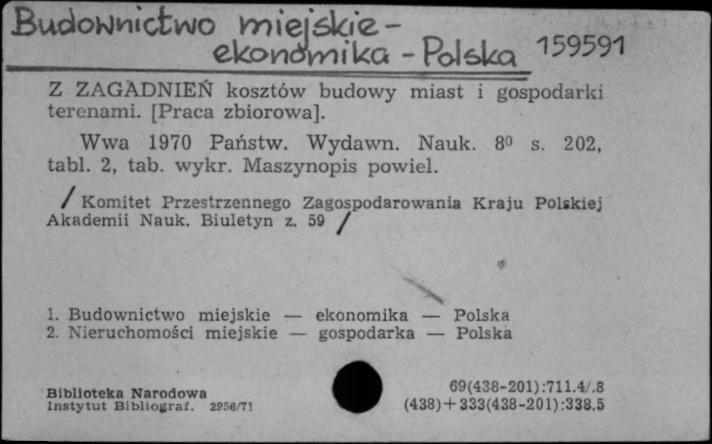 Budownictwo miejskie -
ekonomika - Polska 159591
Z ZAGADNIEŃ kosztów budowy miast i gospodarki
terenami. [Praca zbiorowa].
Wwa 1970 Państw. Wydawn. Nauk. 8⁰ s. 202,
tabl. 2, tab. wykr. Maszynopis powiel.
/ Komitet Przestrzennego Zagospodarowania Kraju Polskiej
Akademii Nauk. Biuletyn z. 59 /
1. Budownictwo miejskie — ekonomika — Polska
2. Nieruchomości miejskie — gospodarka — Polska
Biblioteka Narodowa
Instytut Bibliograf. 2956/71
69(438-201):711.4/.8
(438)+333(438-201):338.5